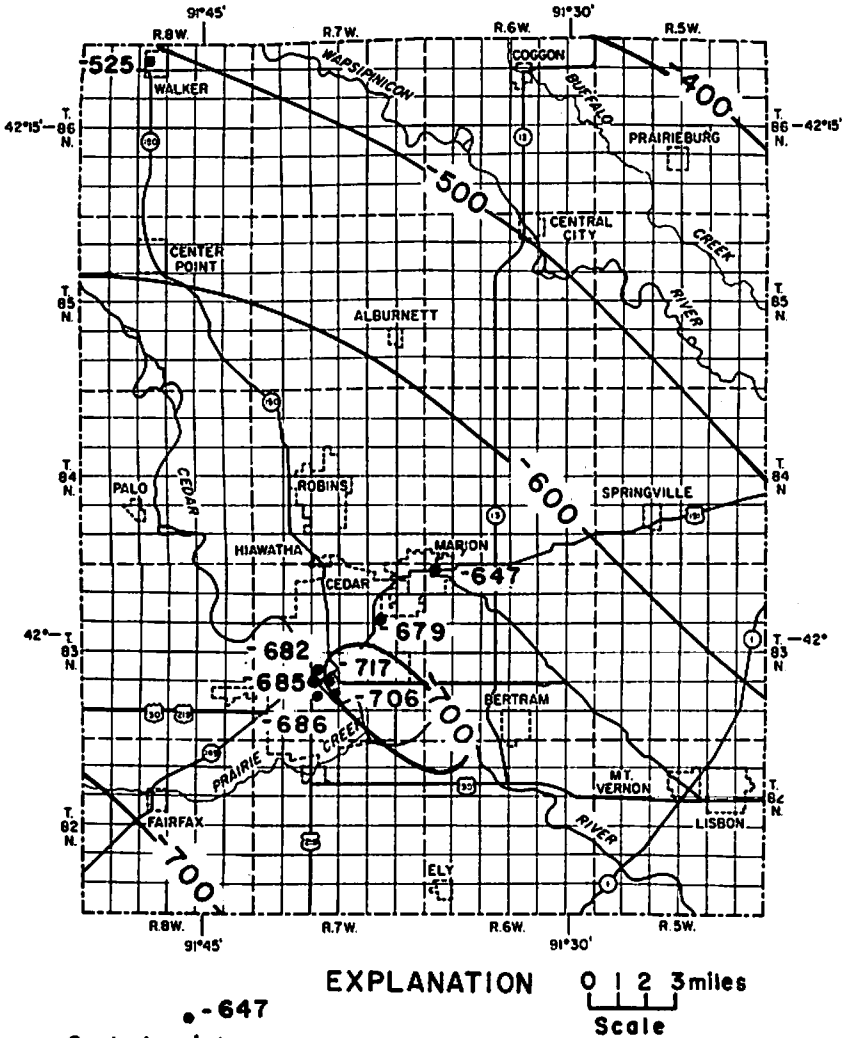 91°45' 91°30'
R.8W. R.7W. R.6W. R.5W.
-525
WALKER
WAPSIPINICON
COGGON
BUFFALO
-400
42°15' T. 86 N.
T. 86 N. 42°15'
150
13
PRAIRIEBURG
-500
CENTER POINT
CENTRAL CITY
CREEK
T. 85 N.
T. 85 N.
ALBURNETT
RIVER
150
T. 84 N.
T. 84 N.
PALO
CEDAR
ROBINS
-600
SPRINGVILLE
13
151
HIAWATHA
MARION
CEDAR
-647
-679
42° T. 83 N.
T. 83 N. 42°
1
-682
-717
-685
-706
-700
BERTRAM
-686
30 218
PRAIRIE CREEK
30
MT. VERNON
LISBON
T. 82 N.
T. 82 N.
FAIRFAX
RIVER
-700
218
ELY
1
R.8W. R.7W. R.6W. R.5W.
91°45' 91°30'
EXPLANATION
0 1 2 3 miles
Scale
-647